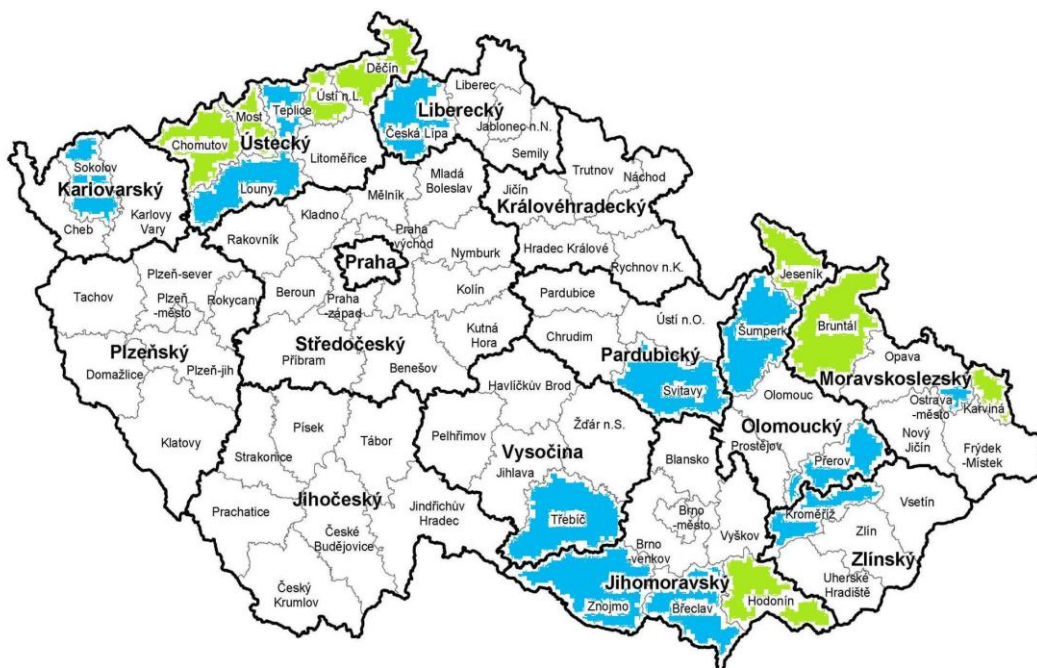 Děčín
Ústí n.L.
Teplice
Most
Chomutov
Ústecký
Litoměřice
Louny
Liberec
Liberecký
Česká Lípa
Jablonec n.N.
Semily
Sokolov
Karlovarský
Cheb
Karlovy
Vary
Trutnov
Náchod
Jičín
Královéhradecký
Hradec Králové
Rychnov n.K.
Mladá
Boleslav
Mělník
Kladno
Rakovník
Praha
-východ
Nymburk
Praha
Beroun
Praha
-západ
Kolín
Kutná
Hora
Středočeský
Příbram
Benešov
Plzeň-sever
Tachov
Plzeň
-město
Rokycany
Plzeňský
Domažlice
Plzeň-jih
Klatovy
Pardubice
Chrudim
Ústí n.O.
Pardubický
Svitavy
Jeseník
Šumperk
Bruntál
Opava
Moravskoslezský
Ostrava
-město
Karviná
Nový
Jičín
Frýdek
-Místek
Olomouc
Olomoucký
Prostějov
Přerov
Havlíčkův Brod
Žďár n.S.
Pelhřimov
Vysočina
Jihlava
Třebíč
Písek
Tábor
Strakonice
Jihočeský
Prachatice
České
Budějovice
Jindřichův
Hradec
Český
Krumlov
Blansko
Brno
-město
Vyškov
Brno
-venkov
Jihomoravský
Znojmo
Břeclav
Hodonín
Kroměříž
Vsetín
Zlín
Zlínský
Uherské
Hradiště